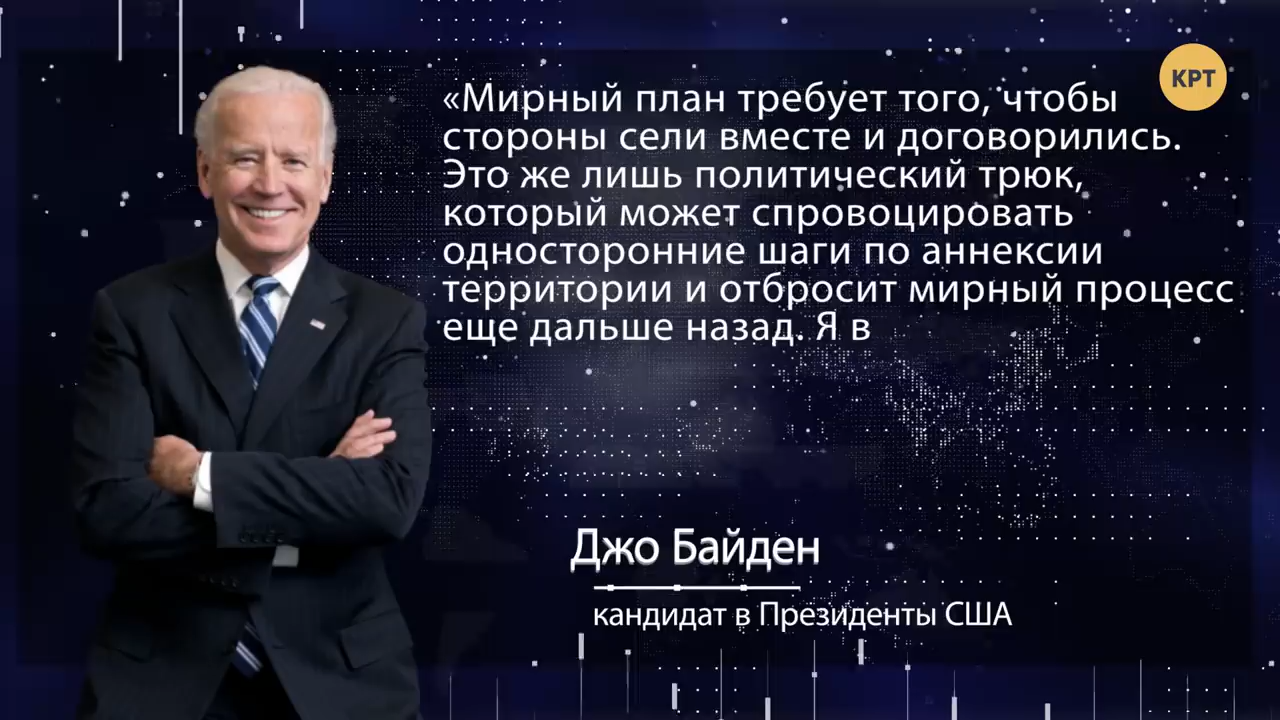 КРТ
«Мирный план требует того, чтобы
стороны сели вместе и договорились.
Это же лишь политический трюк,
который может спровоцировать
односторонние шаги по аннексии
территории и отбросит мирный процесс
еще дальше назад. Я в
Джо Байден
кандидат в Президенты США